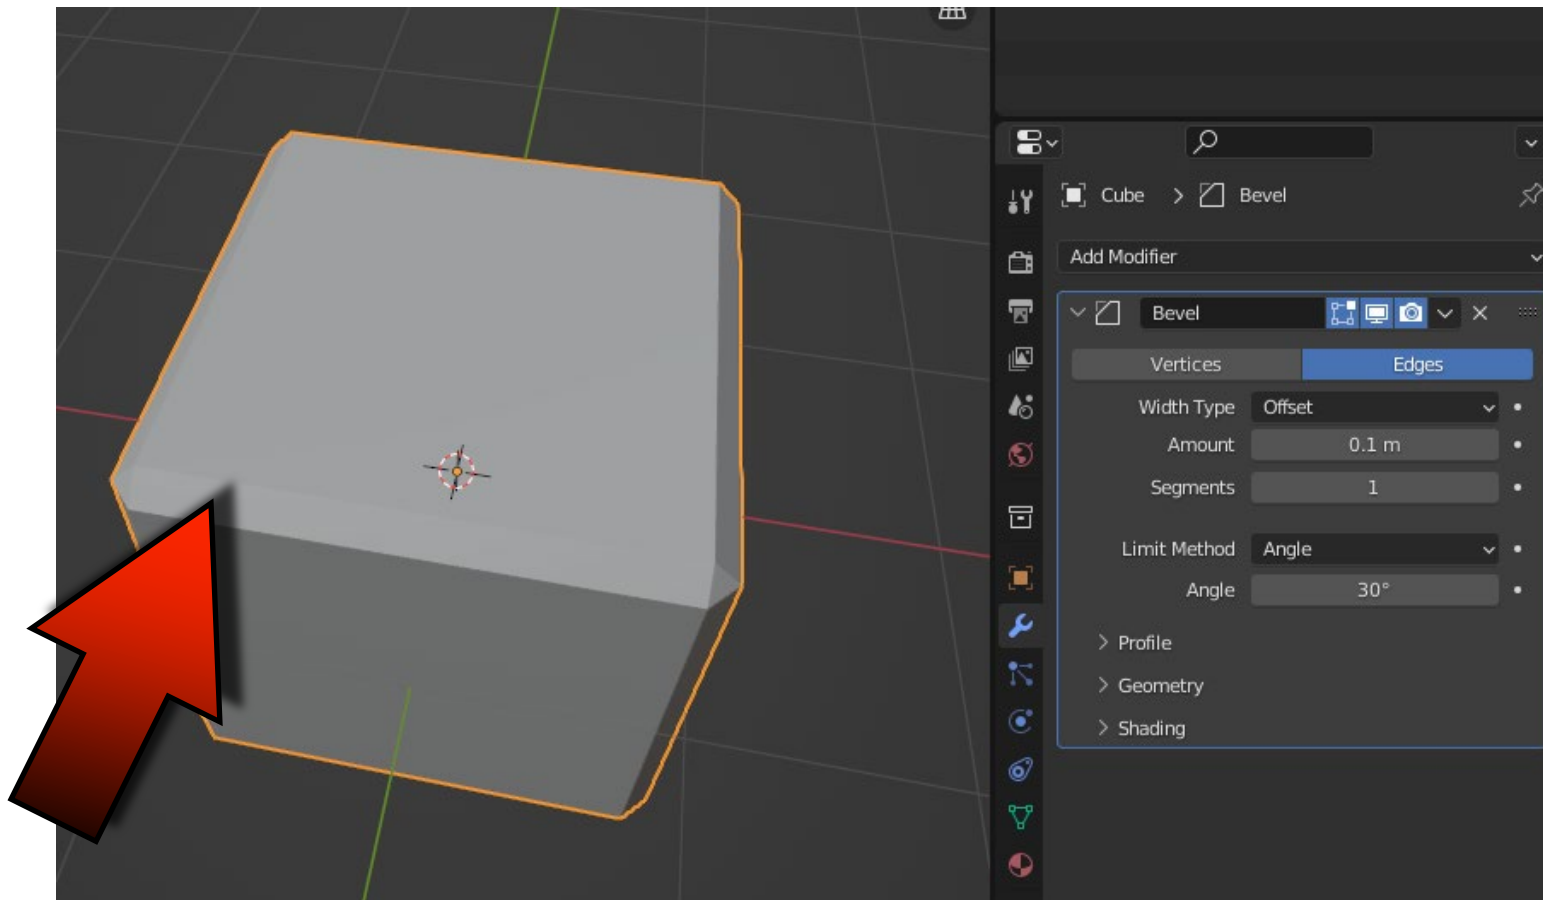 Cube > Bevel
Add Modifier
Bevel
Vertices Edges
Width Type Offset
Amount 0.1 m
Segments 1
Limit Method Angle
Angle 30°
Profile
Geometry
Shading